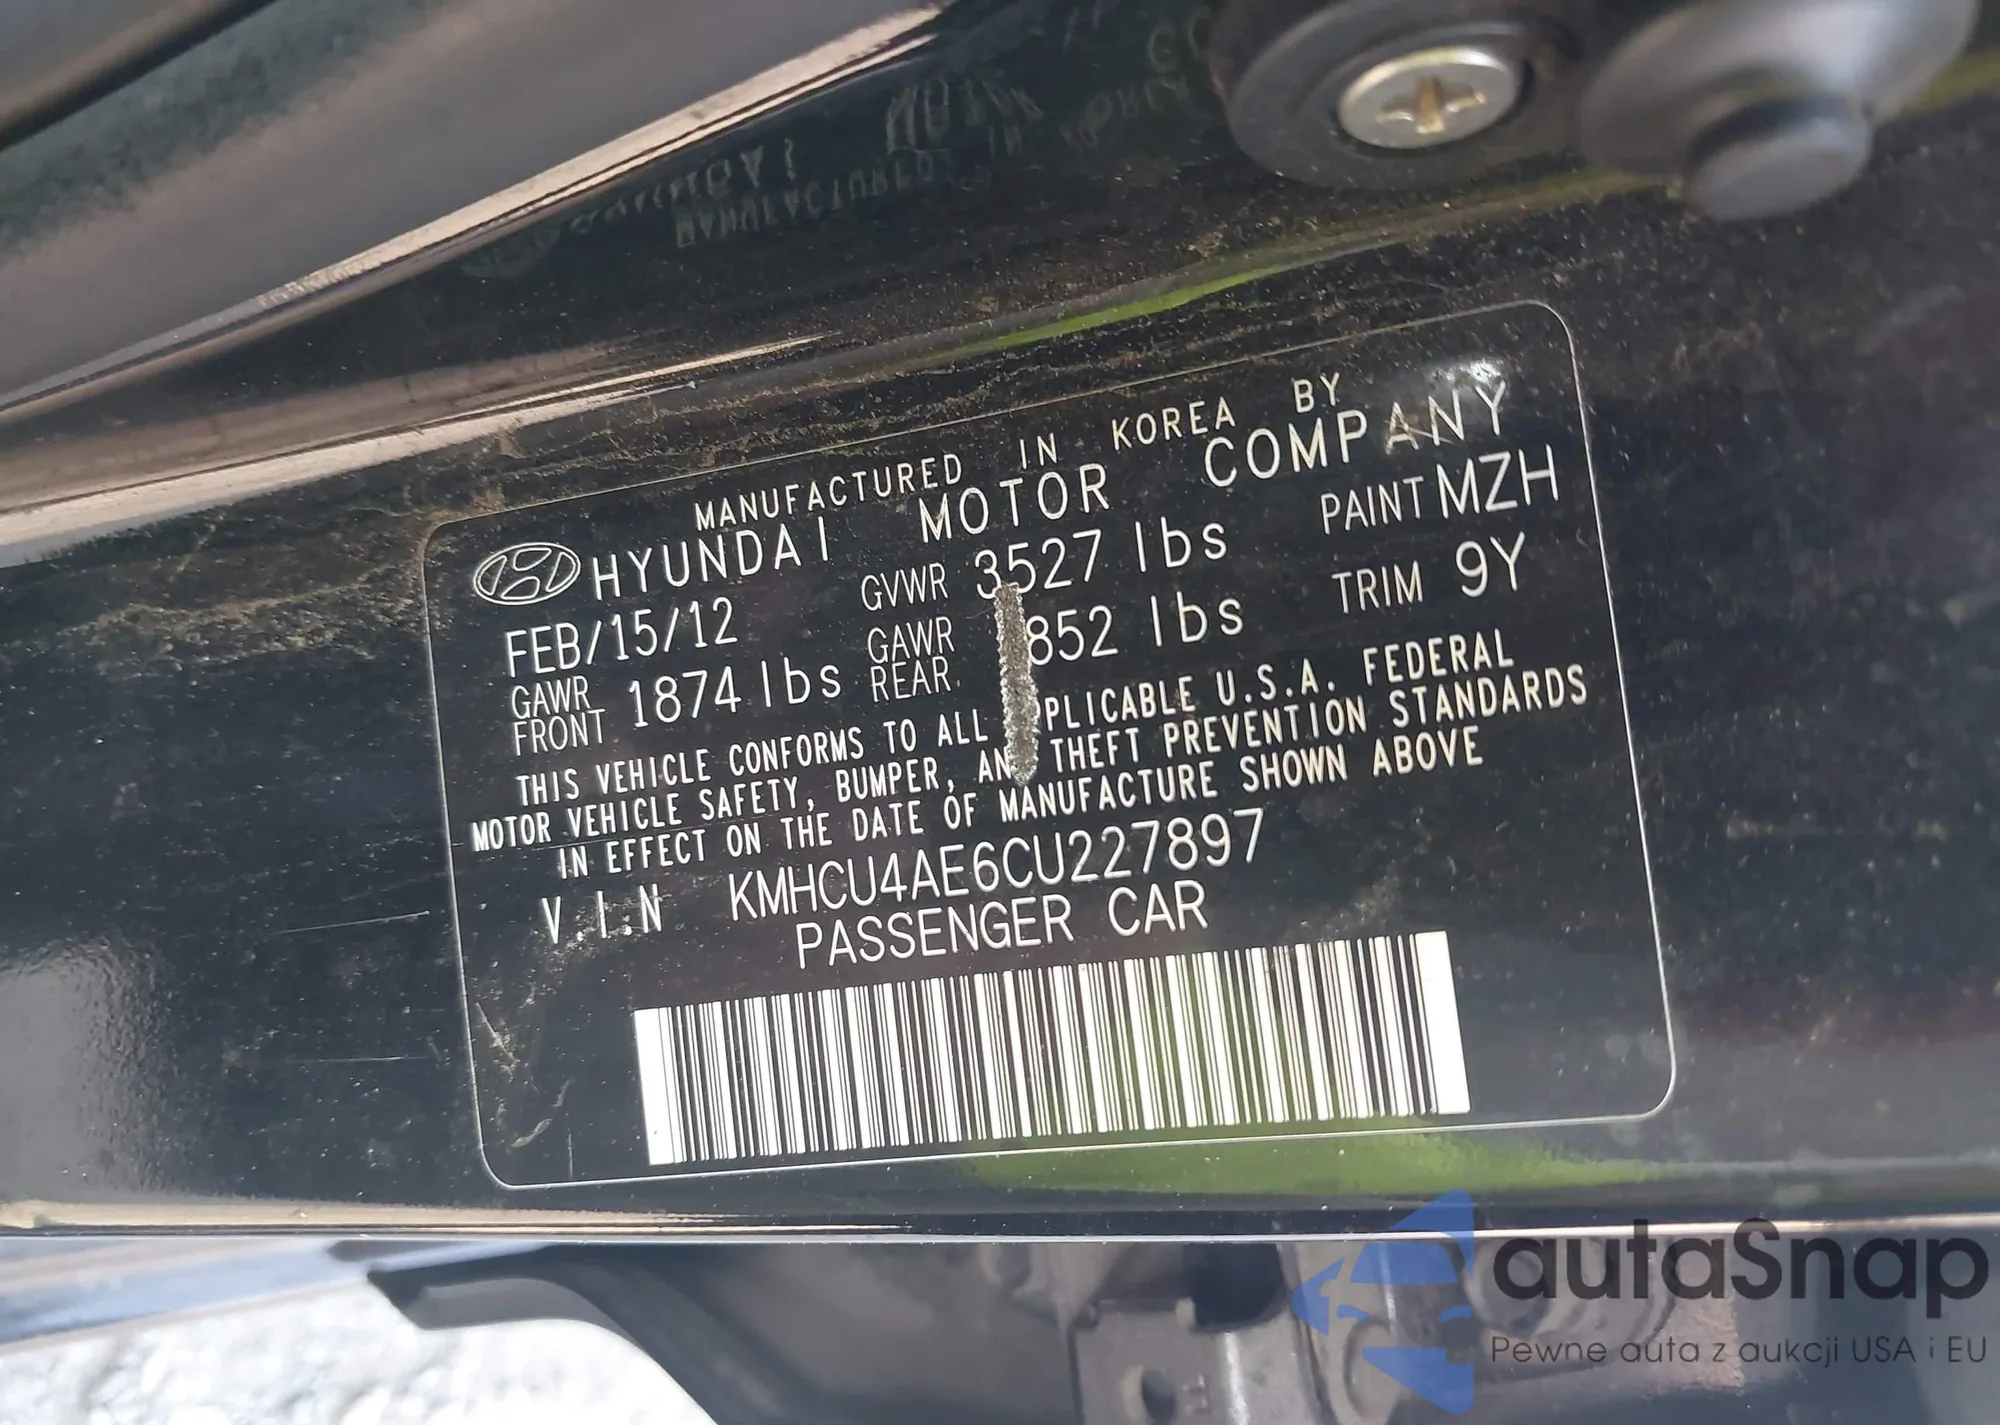 MANUFACTURED IN KOREA BY
HYUNDAI MOTOR COMPANY
FEB/15/12 GVWR 3527 lbs PAINT MZH
GAWR FRONT 1874 lbs GAWR REAR 852 lbs TRIM 9Y
THIS VEHICLE CONFORMS TO ALL PLICABLE U.S.A. FEDERAL
MOTOR VEHICLE SAFETY, BUMPER, AN THEFT PREVENTION STANDARDS
IN EFFECT ON THE DATE OF MANUFACTURE SHOWN ABOVE
V.I.N KMHCU4AE6CU227897
PASSENGER CAR
autaSnap
Pewne auta z aukcji USA i EU